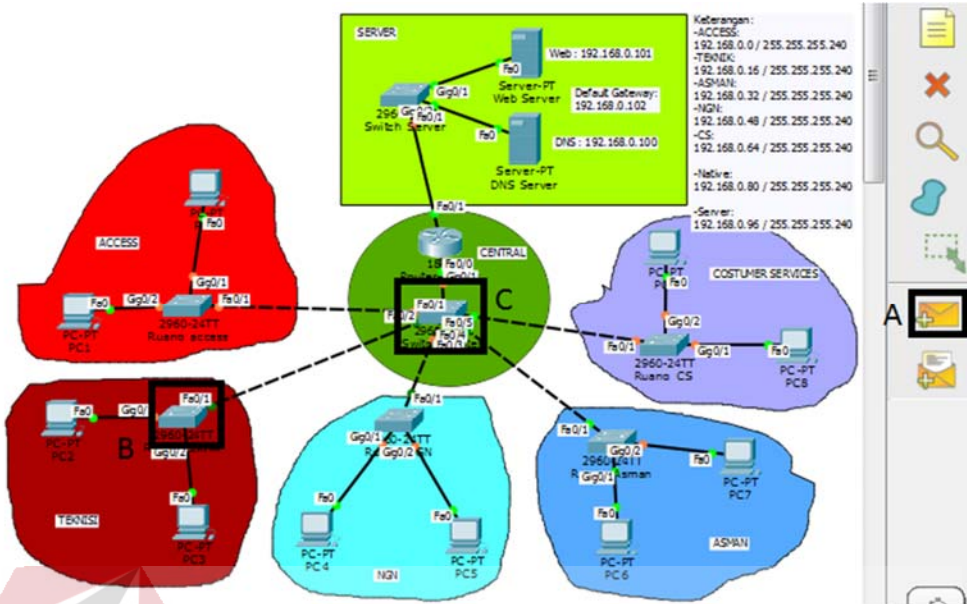 SERVER
Web : 192.168.0.101
Fa0
Server-PT
Web Server
Gig0/1
Fa0/1
Switch Server
Default Gateway:
192.168.0.102
Fa0
DNS : 192.168.0.100
Server-PT
DNS Server
Keterangan :
-ACCESS:
192.168.0.0 / 255.255.255.240
-TEKNIK:
192.168.0.16 / 255.255.255.240
-ASMAN:
192.168.0.32 / 255.255.255.240
-NGN:
192.168.0.48 / 255.255.255.240
-CS:
192.168.0.64 / 255.255.255.240
-Native:
192.168.0.80 / 255.255.255.240
-Server:
192.168.0.96 / 255.255.255.240
ACCESS
Fa0
Gig0/1
Fa0
Gig0/2
Fa0/1
2960-24TT
Ruang access
PC-PT
PC1
Fa0/1
CENTRAL
Fa0/0
Gig0/1
Fa0/1
Fa0/5
Fa0/4
C
COSTUMER SERVICES
PC-PT
Fa0
Gig0/2
Fa0/1
Gig0/1
Fa0
2960-24TT
Ruang CS
PC-PT
PC8
A
B
Fa0
Fa0/1
Gig0/2
PC-PT
PC2
Fa0
TEKNISI
PC-PT
PC3
Fa0/1
Gig0/1
Gig0/2
Fa0
Fa0
PC-PT
PC4
PC-PT
PC5
NGN
Fa0/1
Gig0/2
Gig0/1
Asman
Fa0
PC-PT
PC7
Fa0
PC-PT
PC6
ASMAN